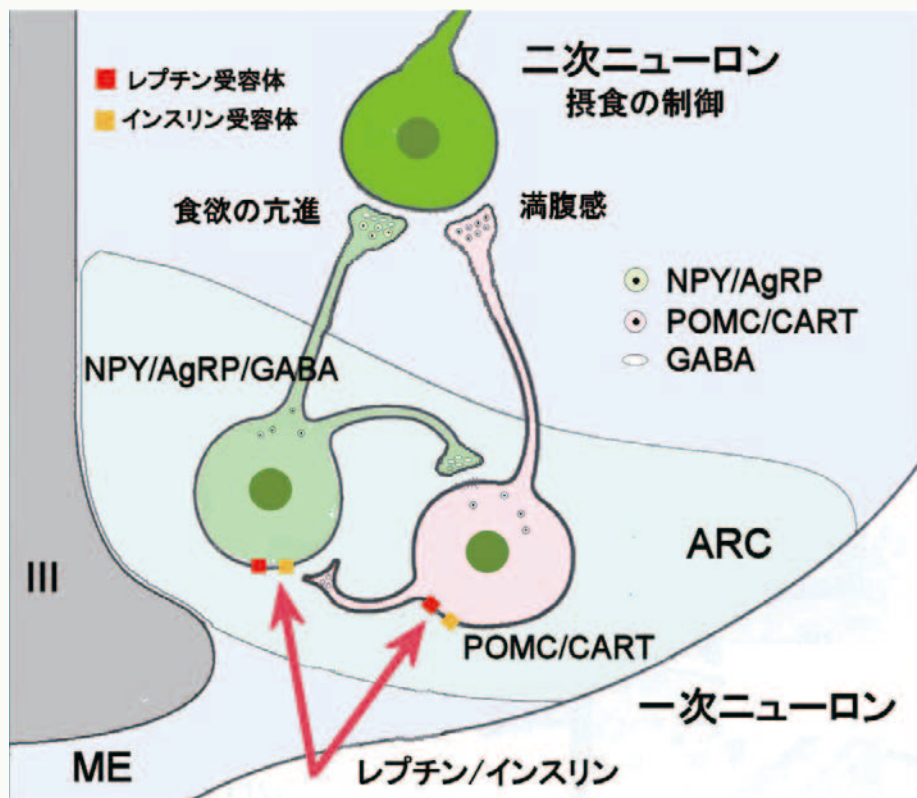 二次ニューロン
摂食の制御
レプチン受容体
インスリン受容体
食欲の亢進
満腹感
NPY/AgRP
POMC/CART
GABA
NPY/AgRP/GABA
ARC
III
POMC/CART
一次ニューロン
ME
レプチン/インスリン